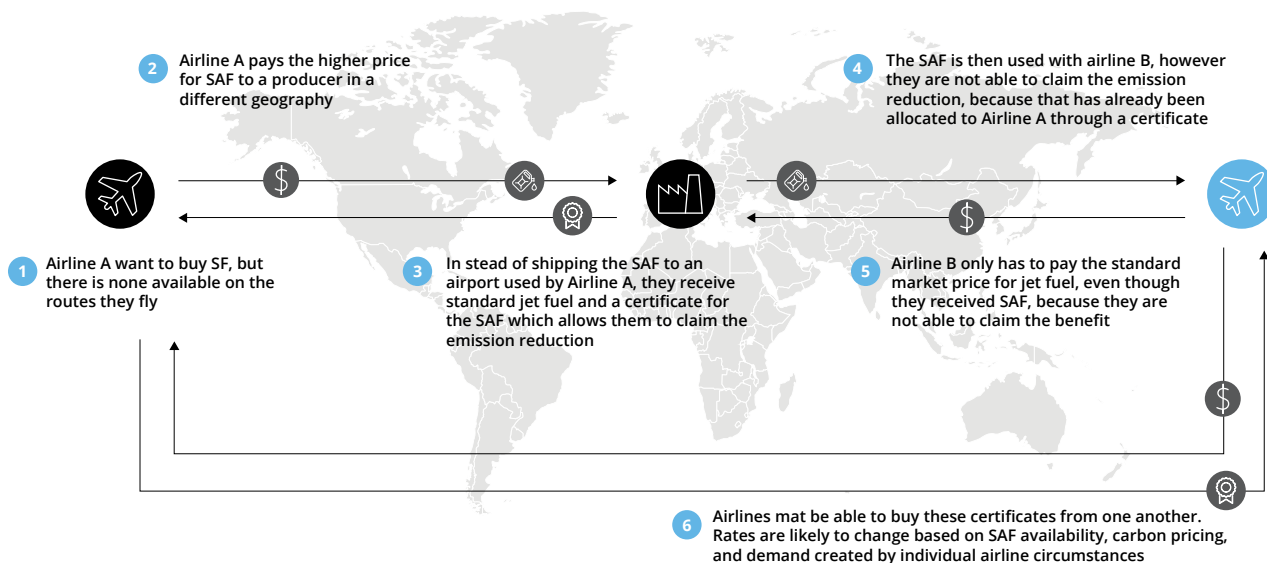 1
Airline A want to buy SF, but
there is none available on the
routes they fly
2
Airline A pays the higher price
for SAF to a producer in a
different geography
$
3
In stead of shipping the SAF to an
airport used by Airline A, they receive
standard jet fuel and a certificate for
the SAF which allows them to claim the
emission reduction
4
The SAF is then used with airline B, however
they are not able to claim the emission
reduction, because that has already been
allocated to Airline A through a certificate
$
5
Airline B only has to pay the standard
market price for jet fuel, even though
they received SAF, because they are
not able to claim the benefit
$
6
Airlines mat be able to buy these certificates from one another.
Rates are likely to change based on SAF availability, carbon pricing,
and demand created by individual airline circumstances